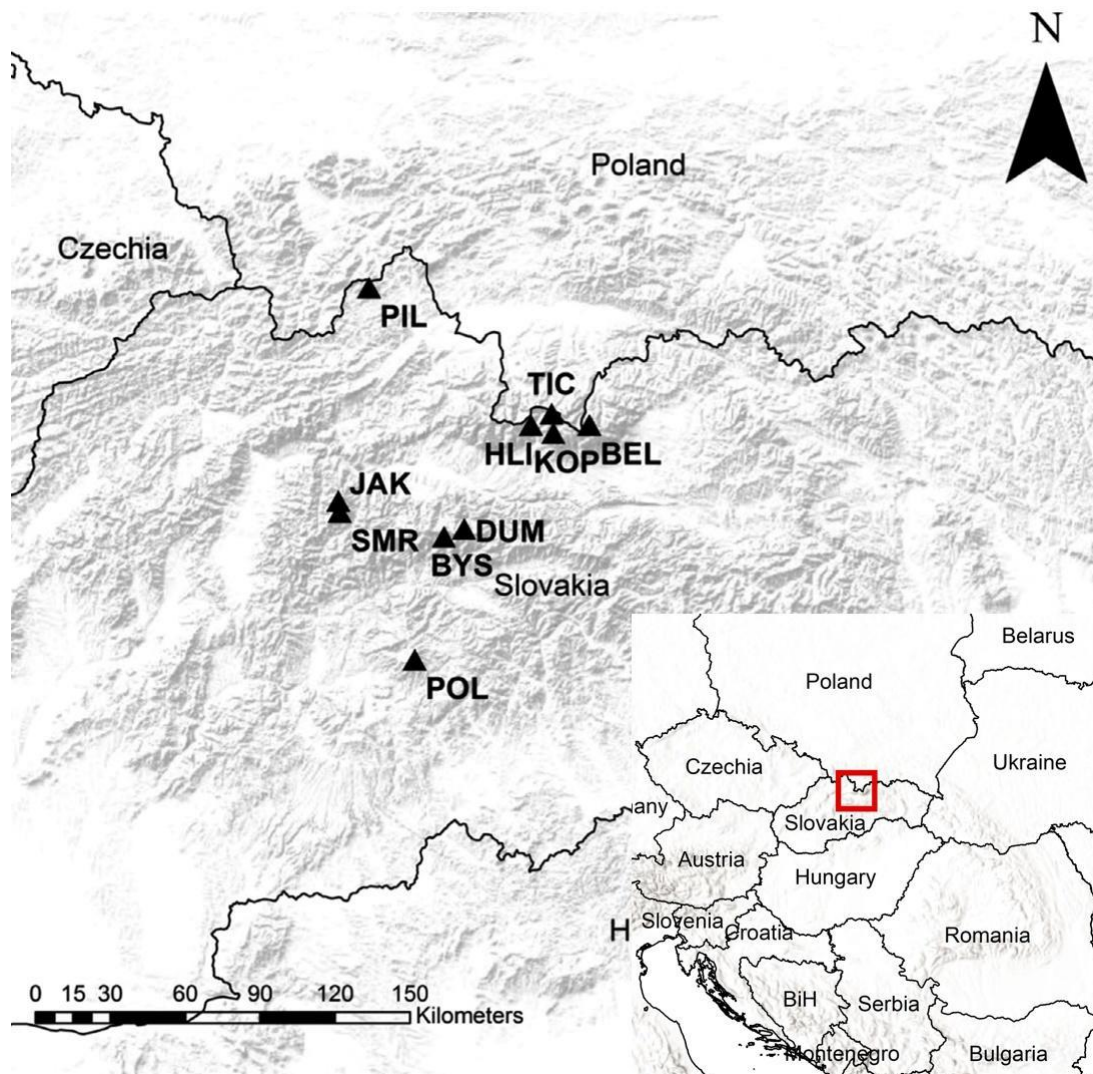 N
Poland
Czechia
PIL
TIC
HLI KOP BEL
JAK
SMR
DUM
BYS
Slovakia
POL
Belarus
Poland
Ukraine
Czechia
any
Slovakia
Austria
Hungary
H
Slovenia
Croatia
Romania
BiH
Serbia
Montenegro
Bulgaria
0 15 30 60 90 120 150
Kilometers